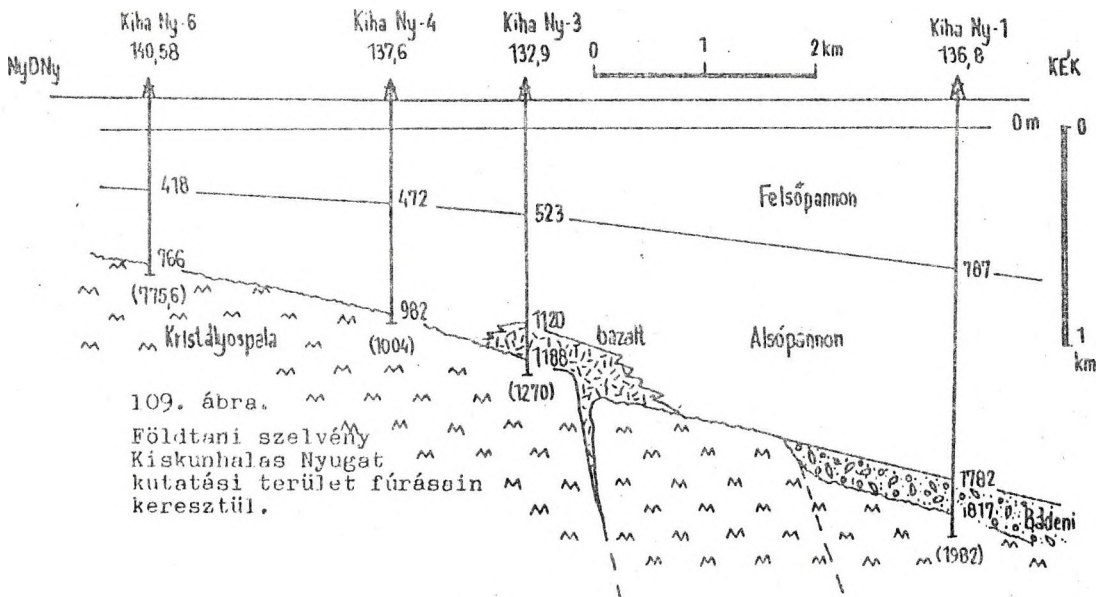 Kiha Ny-6
140,58
Kiha Ny-4
137,6
Kiha Ny-3
132,9
0 1 2 km
Kiha Ny-1
136,8
NyDNy
KÉK
0 m
0
1 km
418
472
523
787
Felsőpannon
766
(775,6)
982
(1004)
1120
1188
(1270)
bazalt
Alsópannon
Kristályospala
1782
1817
(1982)
Bádeni
109. ábra.
Földtani szelvény
Kiskunhalas Nyugat
kutatási terület fúrásain
keresztül.